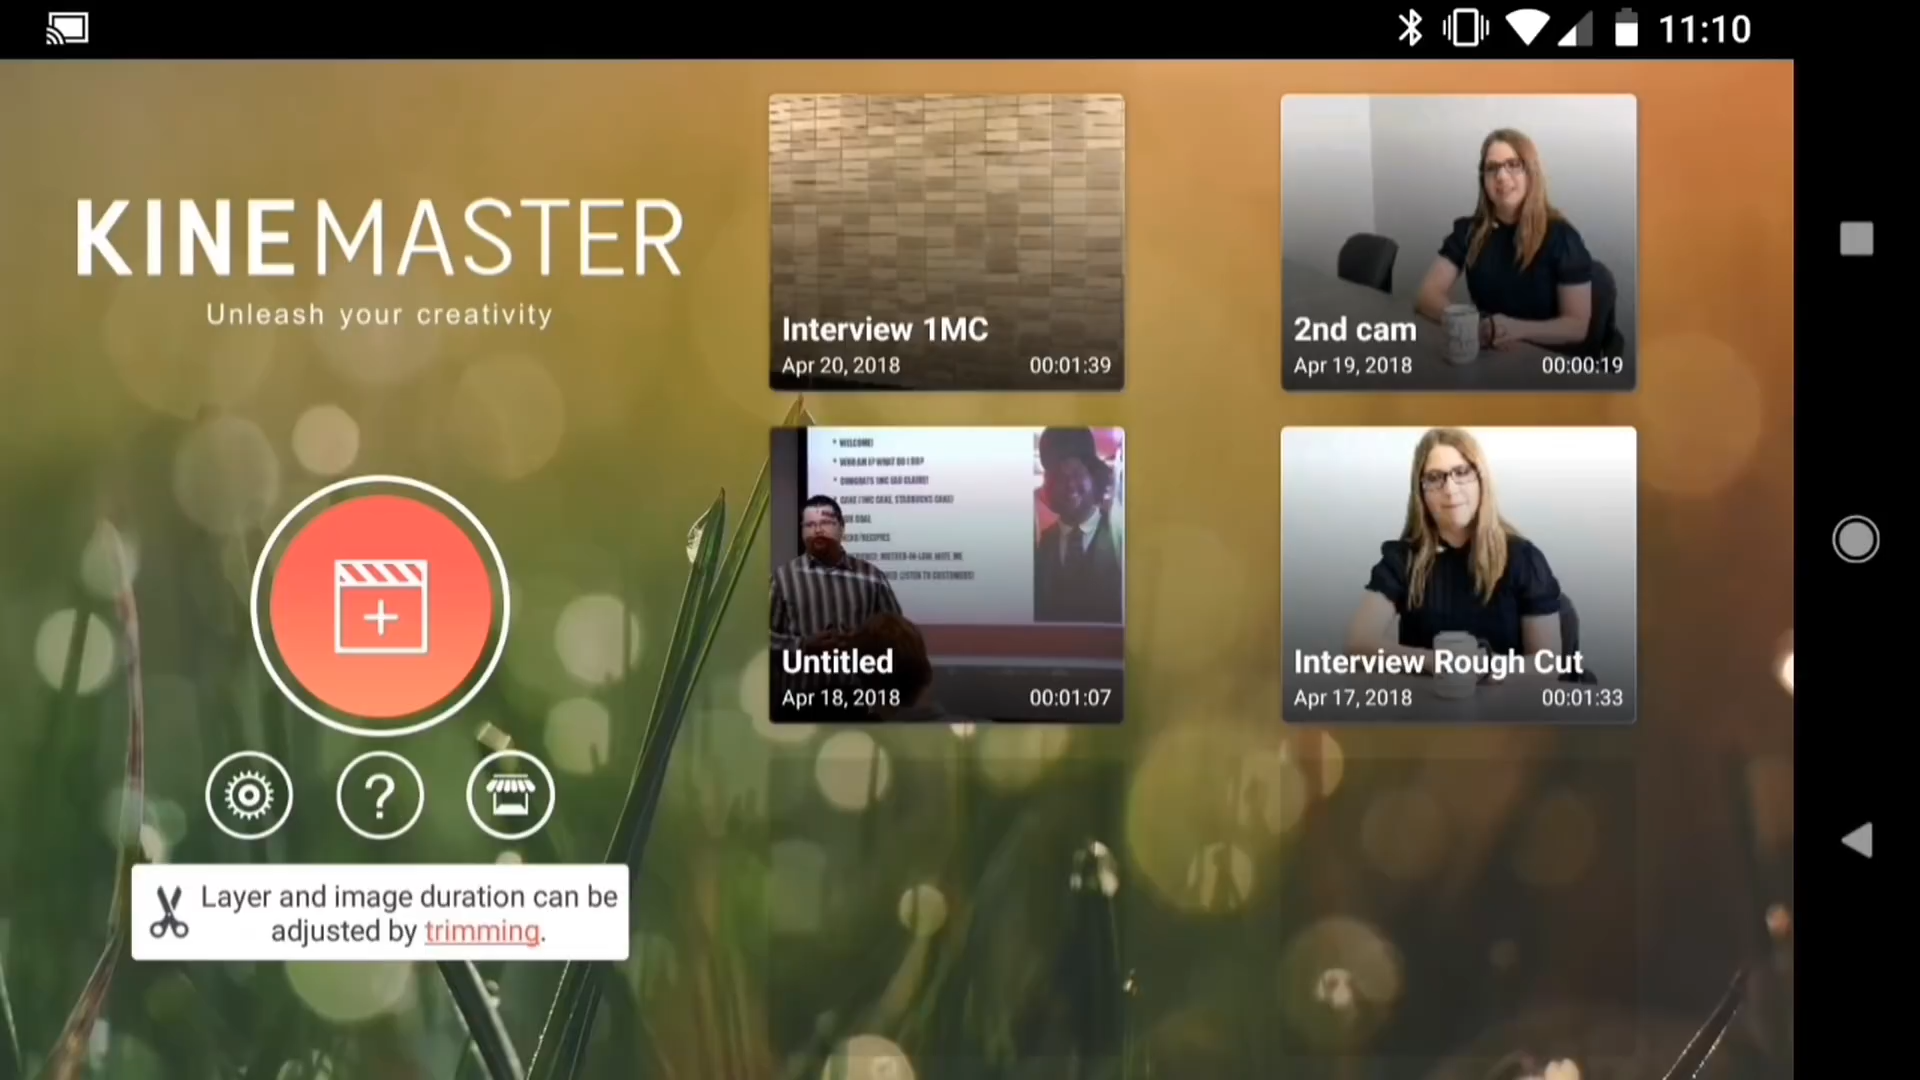 11:10
KINEMASTER
Unleash your creativity
Layer and image duration can be
adjusted by trimming.
Interview 1MC
Apr 20, 2018 00:01:39
2nd cam
Apr 19, 2018 00:00:19
* WELCOME!
Untitled
Apr 18, 2018 00:01:07
Interview Rough Cut
Apr 17, 2018 00:01:33